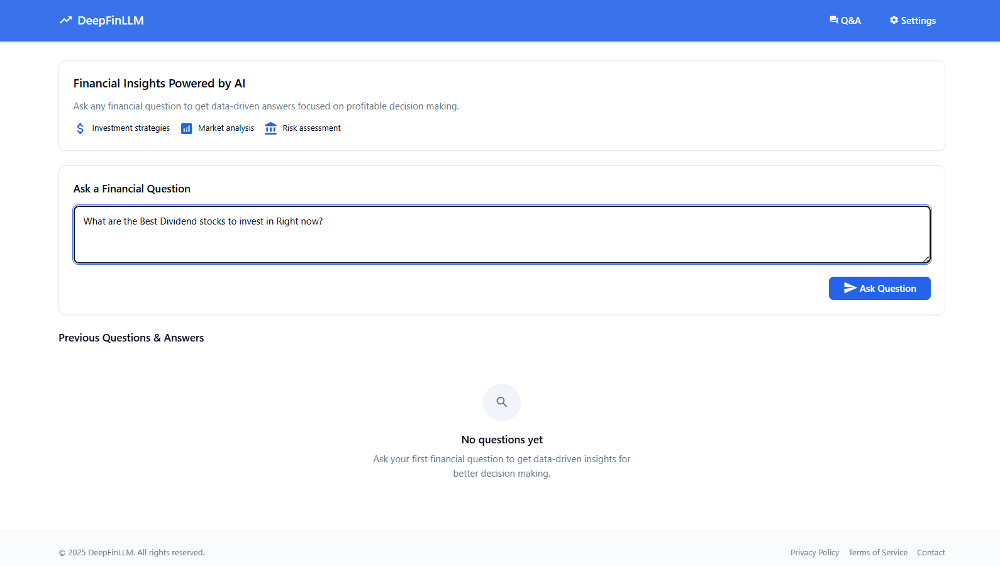 DeepFinLLM
Q&A
Settings
Financial Insights Powered by AI
Ask any financial question to get data-driven answers focused on profitable decision making.
Investment strategies
Market analysis
Risk assessment
Ask a Financial Question
What are the Best Dividend stocks to invest in Right now?
Ask Question
Previous Questions & Answers
No questions yet
Ask your first financial question to get data-driven insights for
better decision making.
© 2025 DeepFinLLM. All rights reserved.
Privacy Policy
Terms of Service
Contact